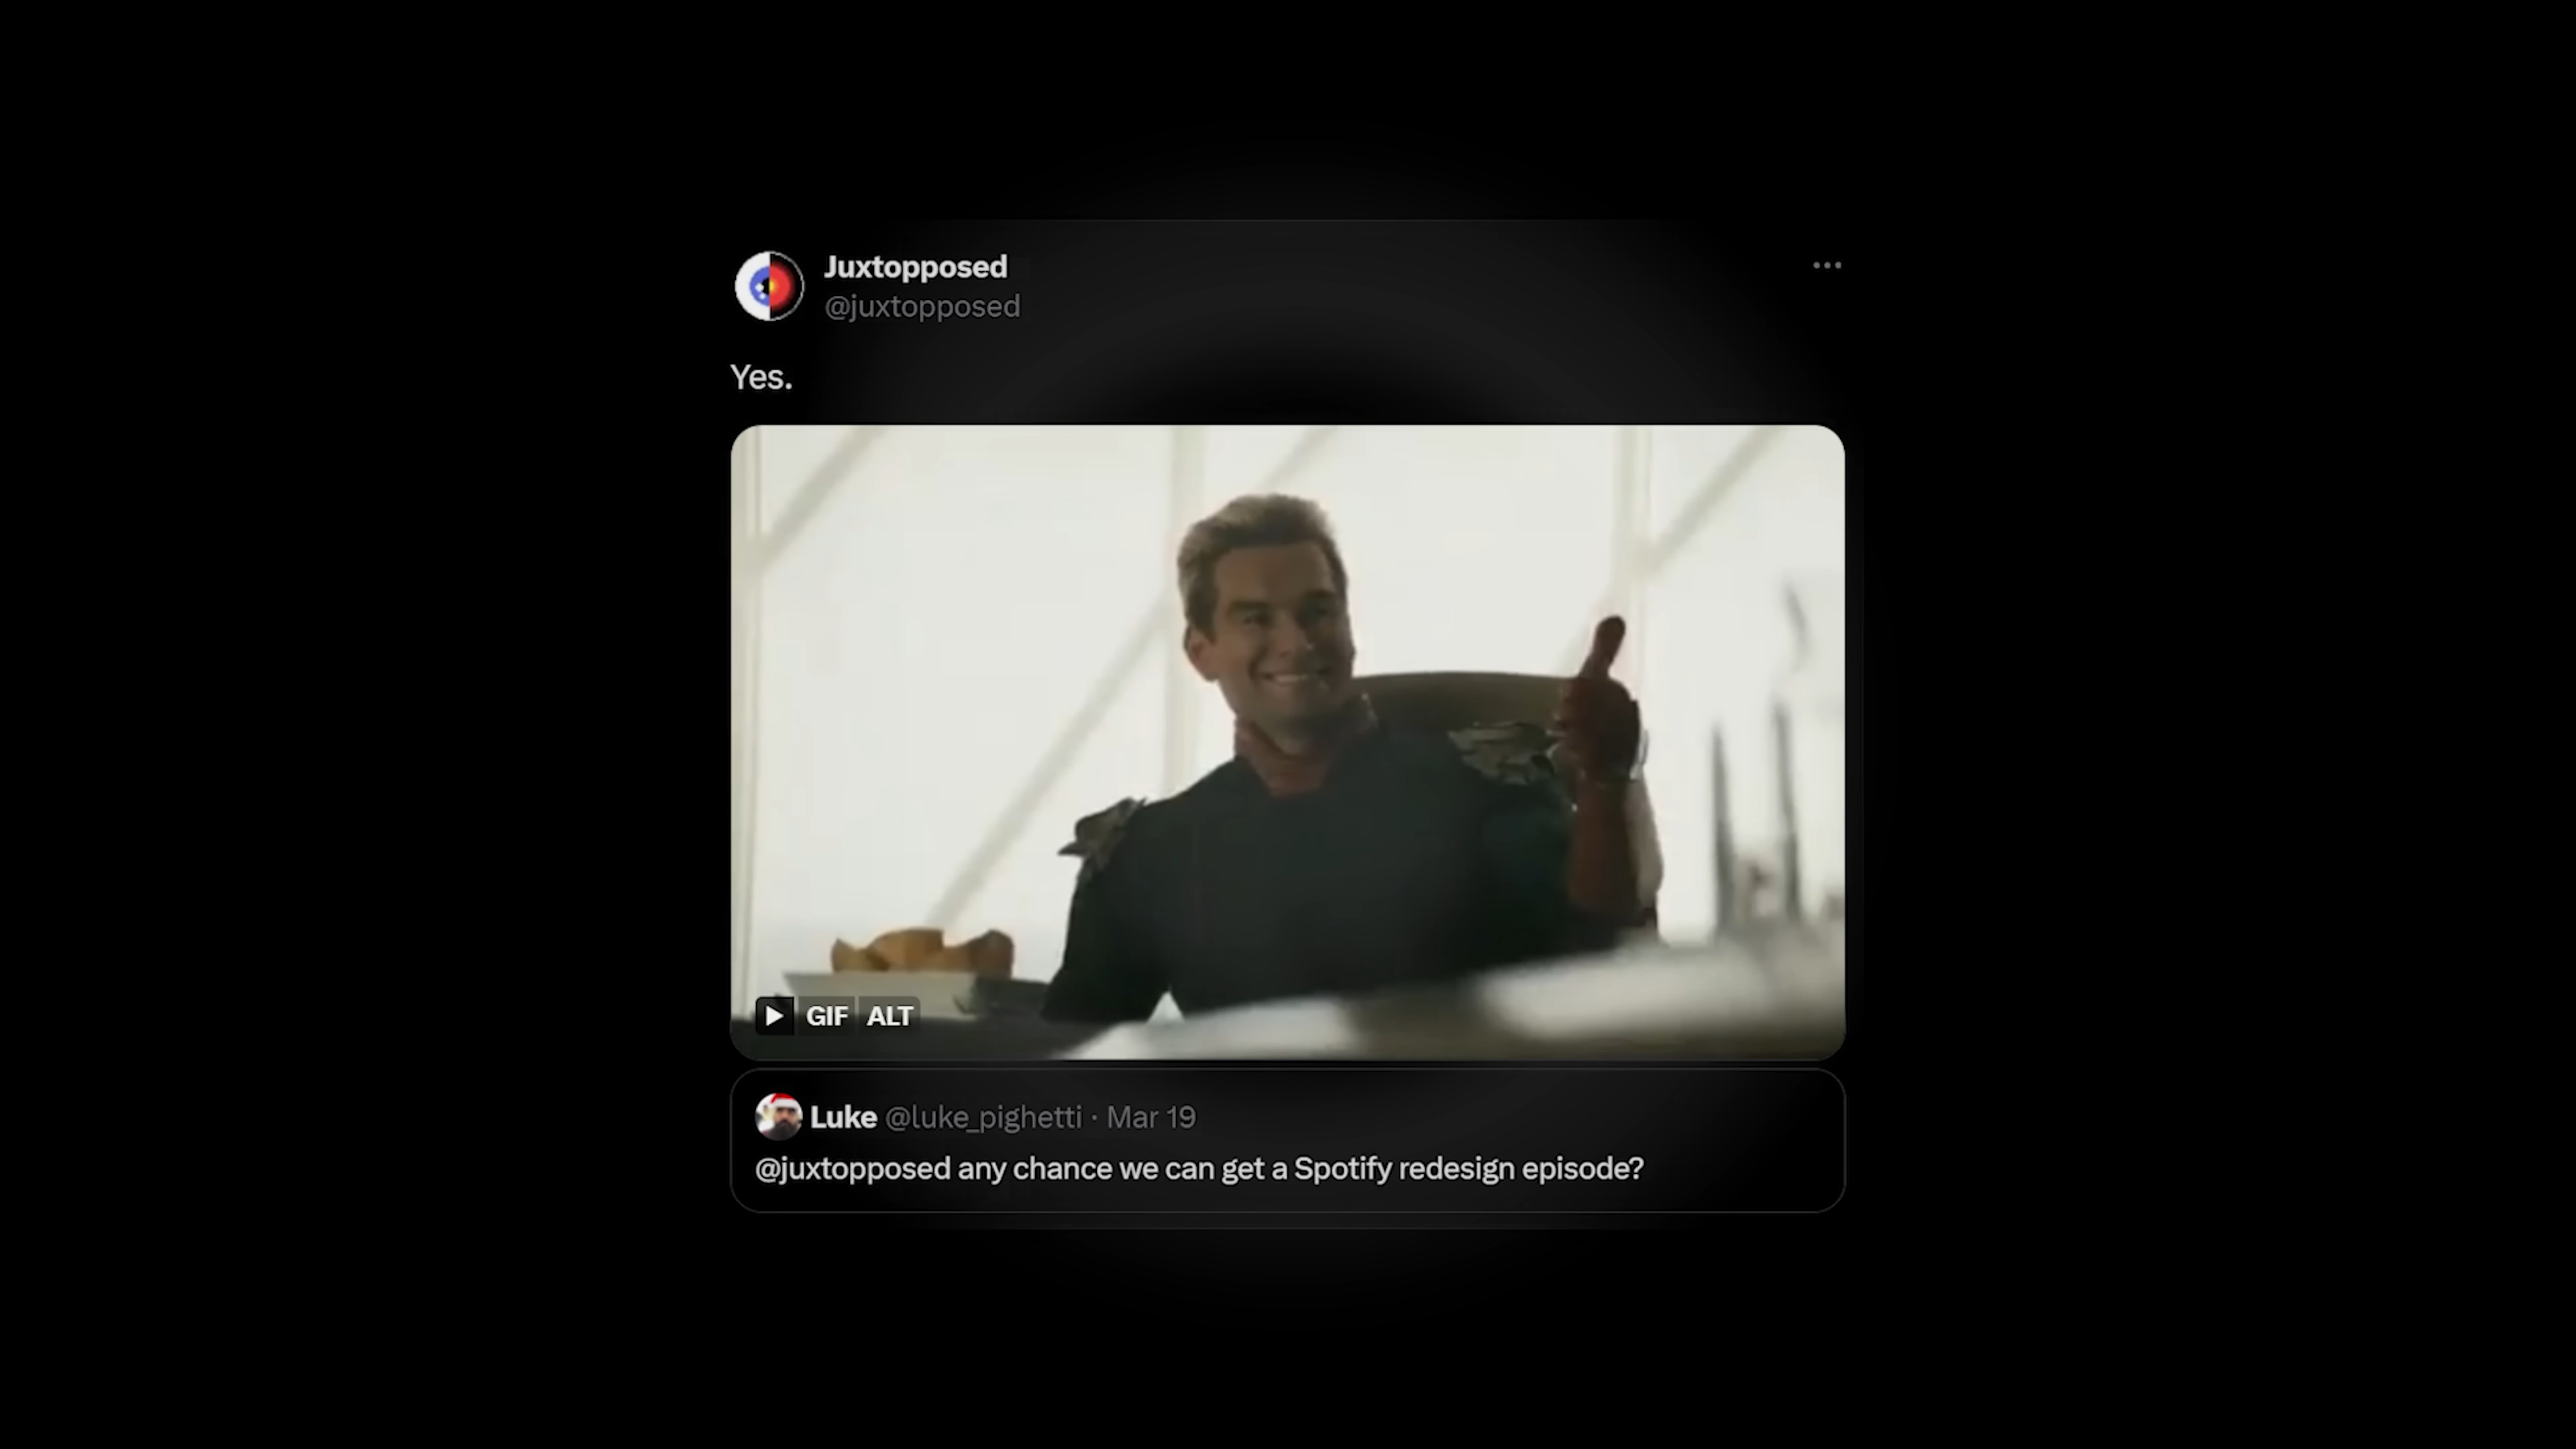 Juxtopposed
@juxtopposed
Yes.
GIF ALT
Luke @luke_pighetti · Mar 19
@juxtopposed any chance we can get a Spotify redesign episode?